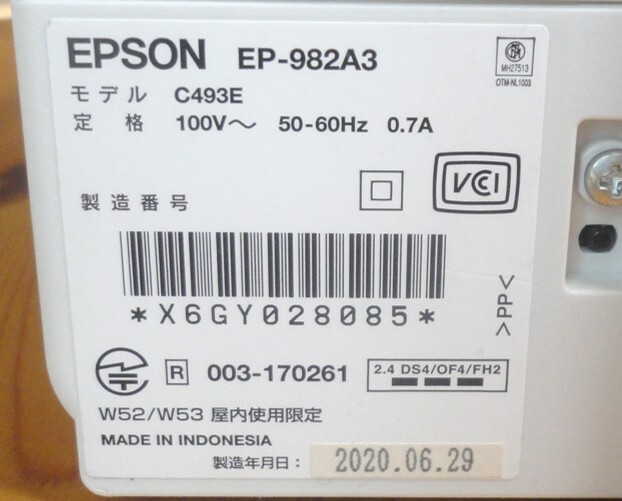 EPSON EP-982A3
MH27513
OTM-NL1003
モデル C493E
定格 100V～ 50-60Hz 0.7A
製造番号
VCI
*X6GY028085*
>PP<
R 003-170261
2.4 DS4/OF4/FH2
W52/W53 屋内使用限定
MADE IN INDONESIA
製造年月日： 2020.06.29